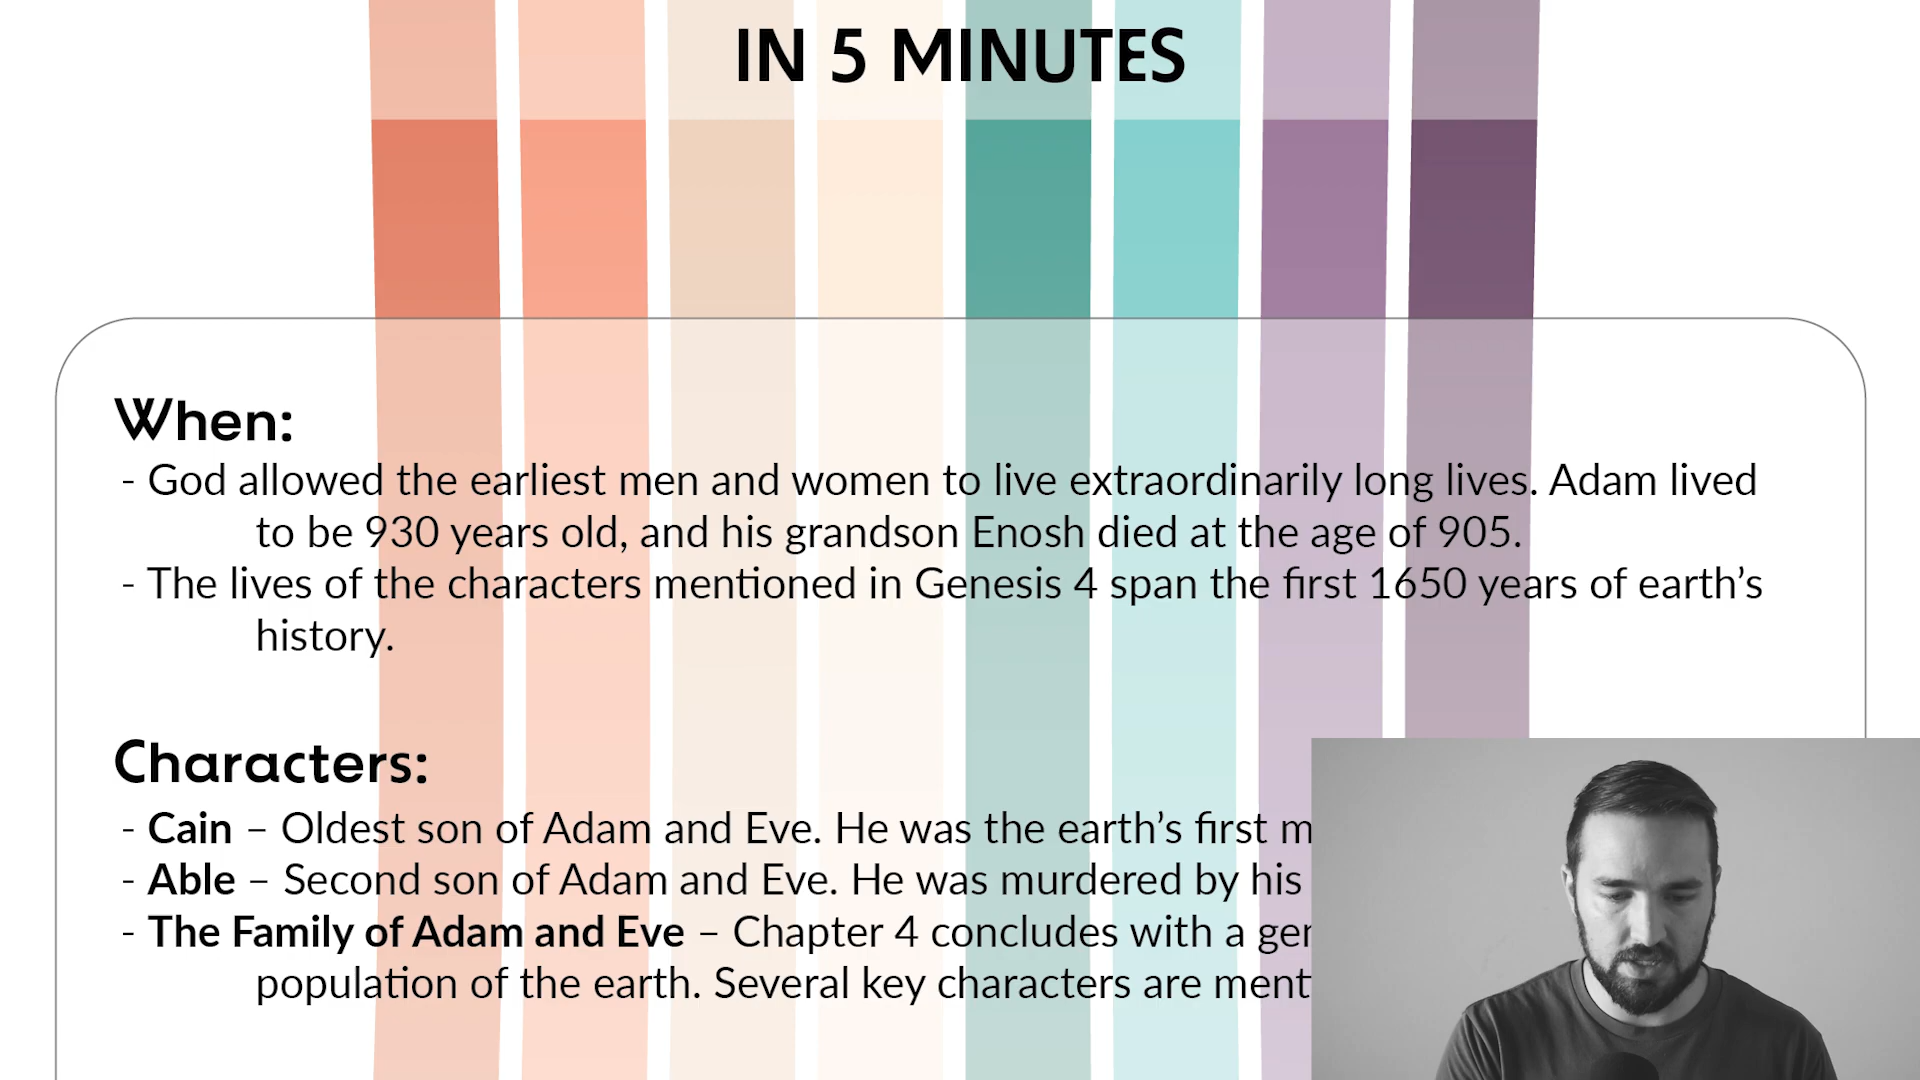 IN 5 MINUTES
When:
- God allowed the earliest men and women to live extraordinarily long lives. Adam lived
to be 930 years old, and his grandson Enosh died at the age of 905.
- The lives of the characters mentioned in Genesis 4 span the first 1650 years of earth’s
history.
Characters:
- Cain – Oldest son of Adam and Eve. He was the earth’s first
- Able – Second son of Adam and Eve. He was murdered by his
- The Family of Adam and Eve – Chapter 4 concludes with a
population of the earth. Several key characters are